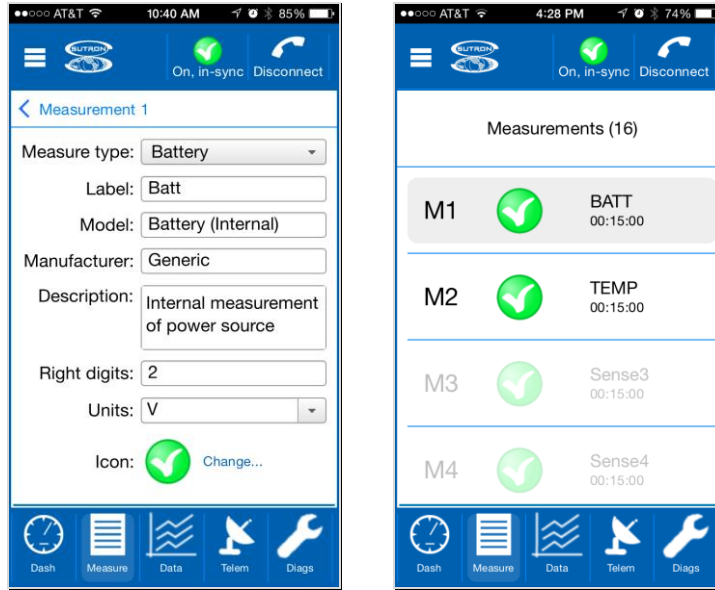 AT&T 10:40 AM 85%
SUTRON
On, in-sync Disconnect
Measurement 1
Measure type: Battery
Label: Batt
Model: Battery (Internal)
Manufacturer: Generic
Description: Internal measurement
of power source
Right digits: 2
Units: V
Icon: Change...
Dash Measure Data Telem Diags
AT&T 4:28 PM 74%
SUTRON
On, in-sync Disconnect
Measurements (16)
M1 BATT
00:15:00
M2 TEMP
00:15:00
M3 Sense3
00:15:00
M4 Sense4
00:15:00
Dash Measure Data Telem Diags